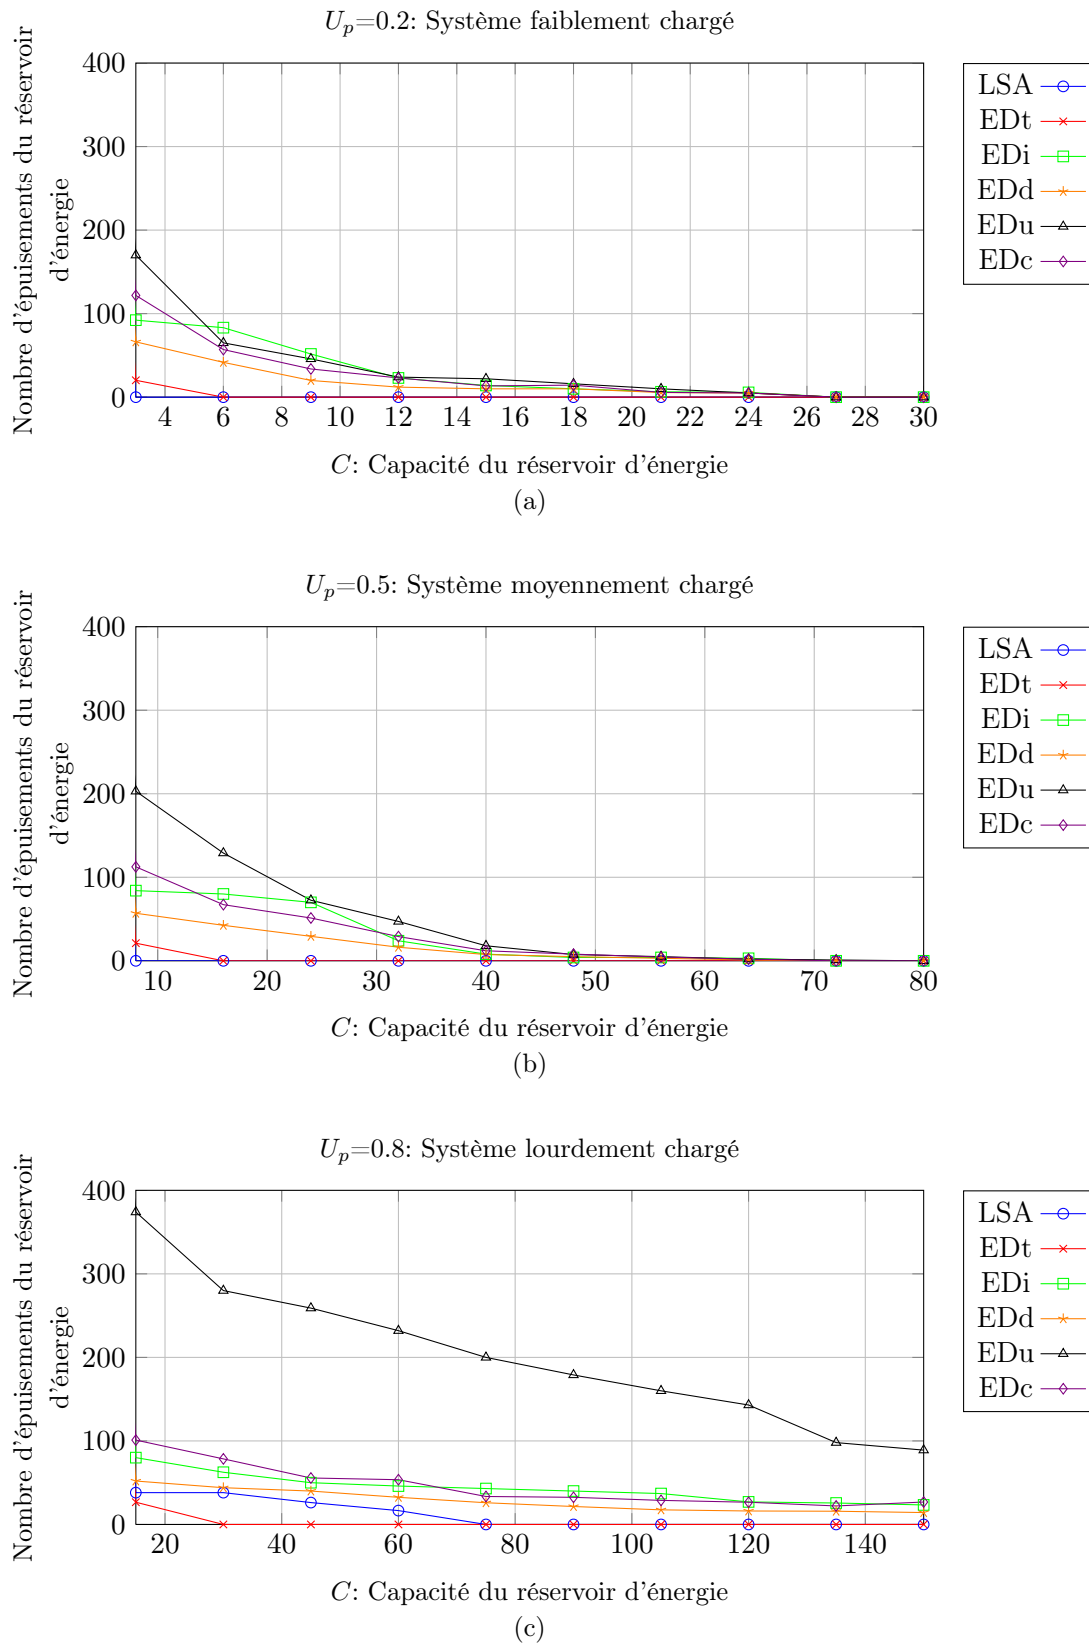 U_p=0.2: Système faiblement chargé
Nombre d'épuisements du réservoir
d'énergie
400
300
200
100
0
4 6 8 10 12 14 16 18 20 22 24 26 28 30
C: Capacité du réservoir d'énergie
(a)
LSA
EDt
EDi
EDd
EDu
EDc
U_p=0.5: Système moyennement chargé
Nombre d'épuisements du réservoir
d'énergie
400
300
200
100
0
10 20 30 40 50 60 70 80
C: Capacité du réservoir d'énergie
(b)
LSA
EDt
EDi
EDd
EDu
EDc
U_p=0.8: Système lourdement chargé
Nombre d'épuisements du réservoir
d'énergie
400
300
200
100
0
20 40 60 80 100 120 140
C: Capacité du réservoir d'énergie
(c)
LSA
EDt
EDi
EDd
EDu
EDc